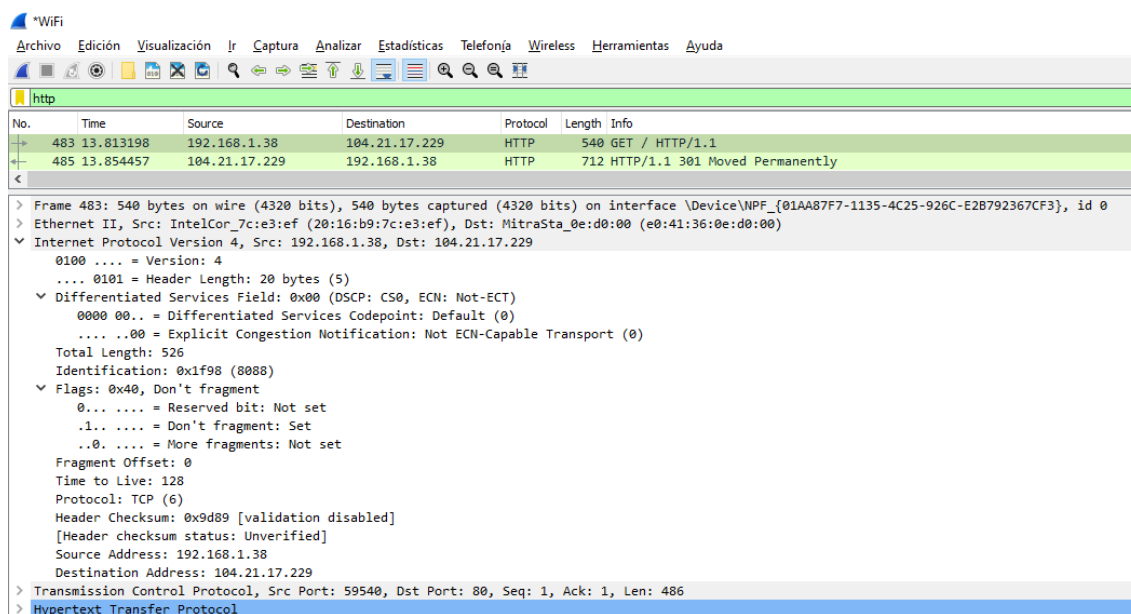 *WiFi
Archivo Edición Visualización Ir Captura Analizar Estadísticas Telefonía Wireless Herramientas Ayuda
http
No. Time Source Destination Protocol Length Info
483 13.813198 192.168.1.38 104.21.17.229 HTTP 540 GET / HTTP/1.1
485 13.854457 104.21.17.229 192.168.1.38 HTTP 712 HTTP/1.1 301 Moved Permanently
Frame 483: 540 bytes on wire (4320 bits), 540 bytes captured (4320 bits) on interface \Device\NPF_{01AA87F7-1135-4C25-926C-E2B792367CF3}, id 0
Ethernet II, Src: IntelCor_7c:e3:ef (20:16:b9:7c:e3:ef), Dst: MitraSta_0e:d0:00 (e0:41:36:0e:d0:00)
Internet Protocol Version 4, Src: 192.168.1.38, Dst: 104.21.17.229
0100 .... = Version: 4
.... 0101 = Header Length: 20 bytes (5)
Differentiated Services Field: 0x00 (DSCP: CS0, ECN: Not-ECT)
0000 00.. = Differentiated Services Codepoint: Default (0)
.... ..00 = Explicit Congestion Notification: Not ECN-Capable Transport (0)
Total Length: 526
Identification: 0x1f98 (8088)
Flags: 0x40, Don't fragment
0... .... = Reserved bit: Not set
.1.. .... = Don't fragment: Set
..0. .... = More fragments: Not set
Fragment Offset: 0
Time to Live: 128
Protocol: TCP (6)
Header Checksum: 0x9d89 [validation disabled]
[Header checksum status: Unverified]
Source Address: 192.168.1.38
Destination Address: 104.21.17.229
Transmission Control Protocol, Src Port: 59540, Dst Port: 80, Seq: 1, Ack: 1, Len: 486
Hypertext Transfer Protocol